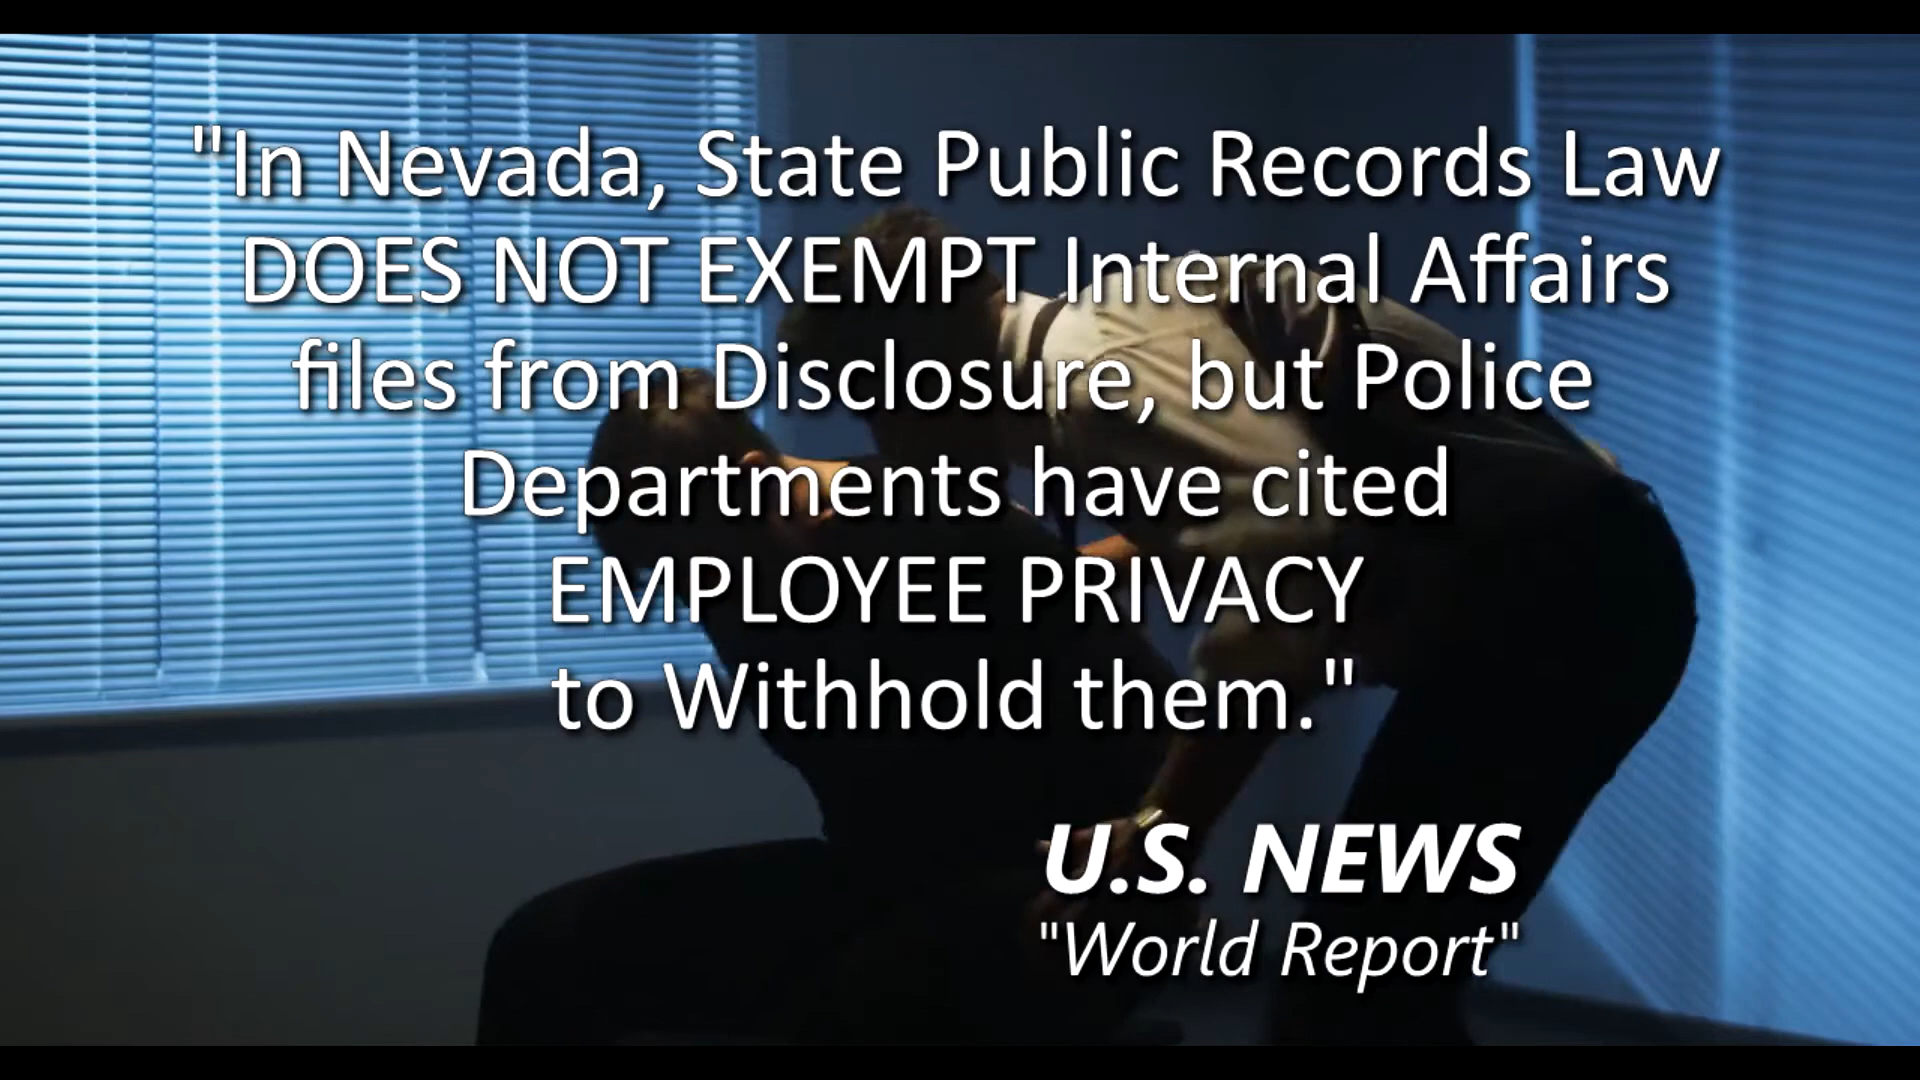 "In Nevada, State Public Records Law
DOES NOT EXEMPT Internal Affairs
files from Disclosure, but Police
Departments have cited
EMPLOYEE PRIVACY
to Withhold them."
U.S. NEWS
"World Report"